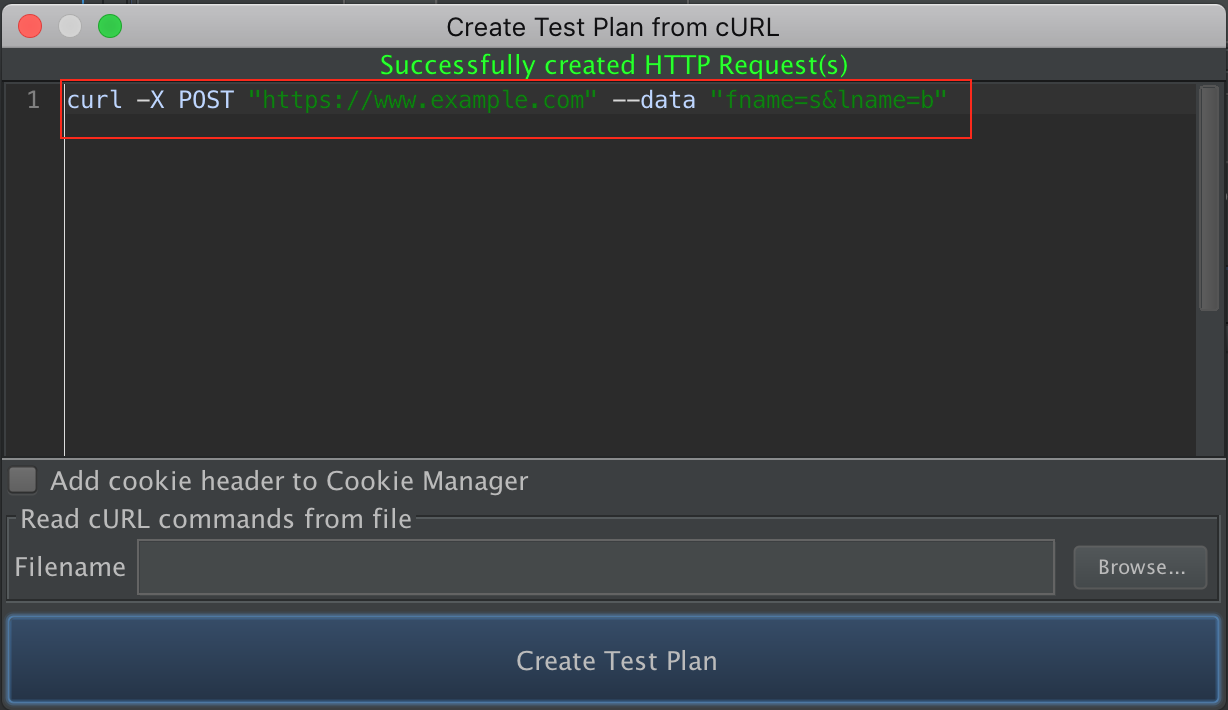 Create Test Plan from cURL
Successfully created HTTP Request(s)
1 curl -X POST "https://www.example.com" --data "fname=s&lname=b"
Add cookie header to Cookie Manager
Read cURL commands from file
Filename Browse...
Create Test Plan